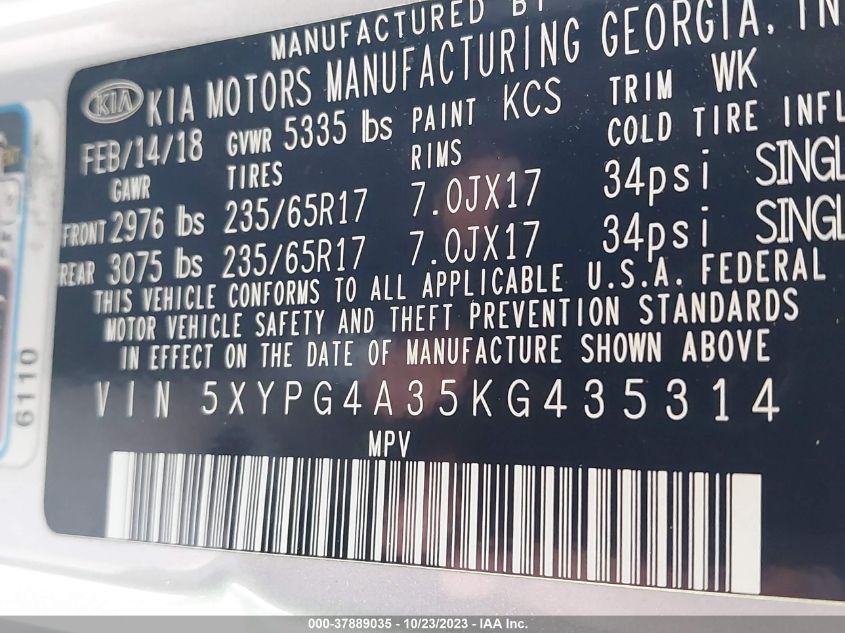 MANUFACTURED BY
KIA KIA MOTORS MANUFACTURING GEORGIA, IN
FEB/14/18 GVWR 5335 lbs PAINT KCS TRIM WK
GAWR TIRES RIMS COLD TIRE INFL
FRONT 2976 lbs 235/65R17 7.0JX17 34psi SINGL
REAR 3075 lbs 235/65R17 7.0JX17 34psi SINGL
THIS VEHICLE CONFORMS TO ALL APPLICABLE U.S.A. FEDERAL
MOTOR VEHICLE SAFETY AND THEFT PREVENTION STANDARDS
IN EFFECT ON THE DATE OF MANUFACTURE SHOWN ABOVE
VIN 5XYPG4A35KG435314
MPV
6110
000-37889035 / 10/23/2023 - IAA Inc.